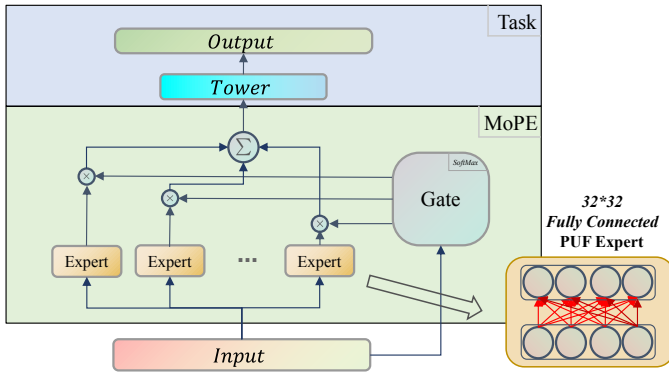 Task
Output
Tower
MoPE
Σ
SoftMax
Gate
×
×
×
32*32
Fully Connected
PUF Expert
Expert
Expert
...
Expert
Input